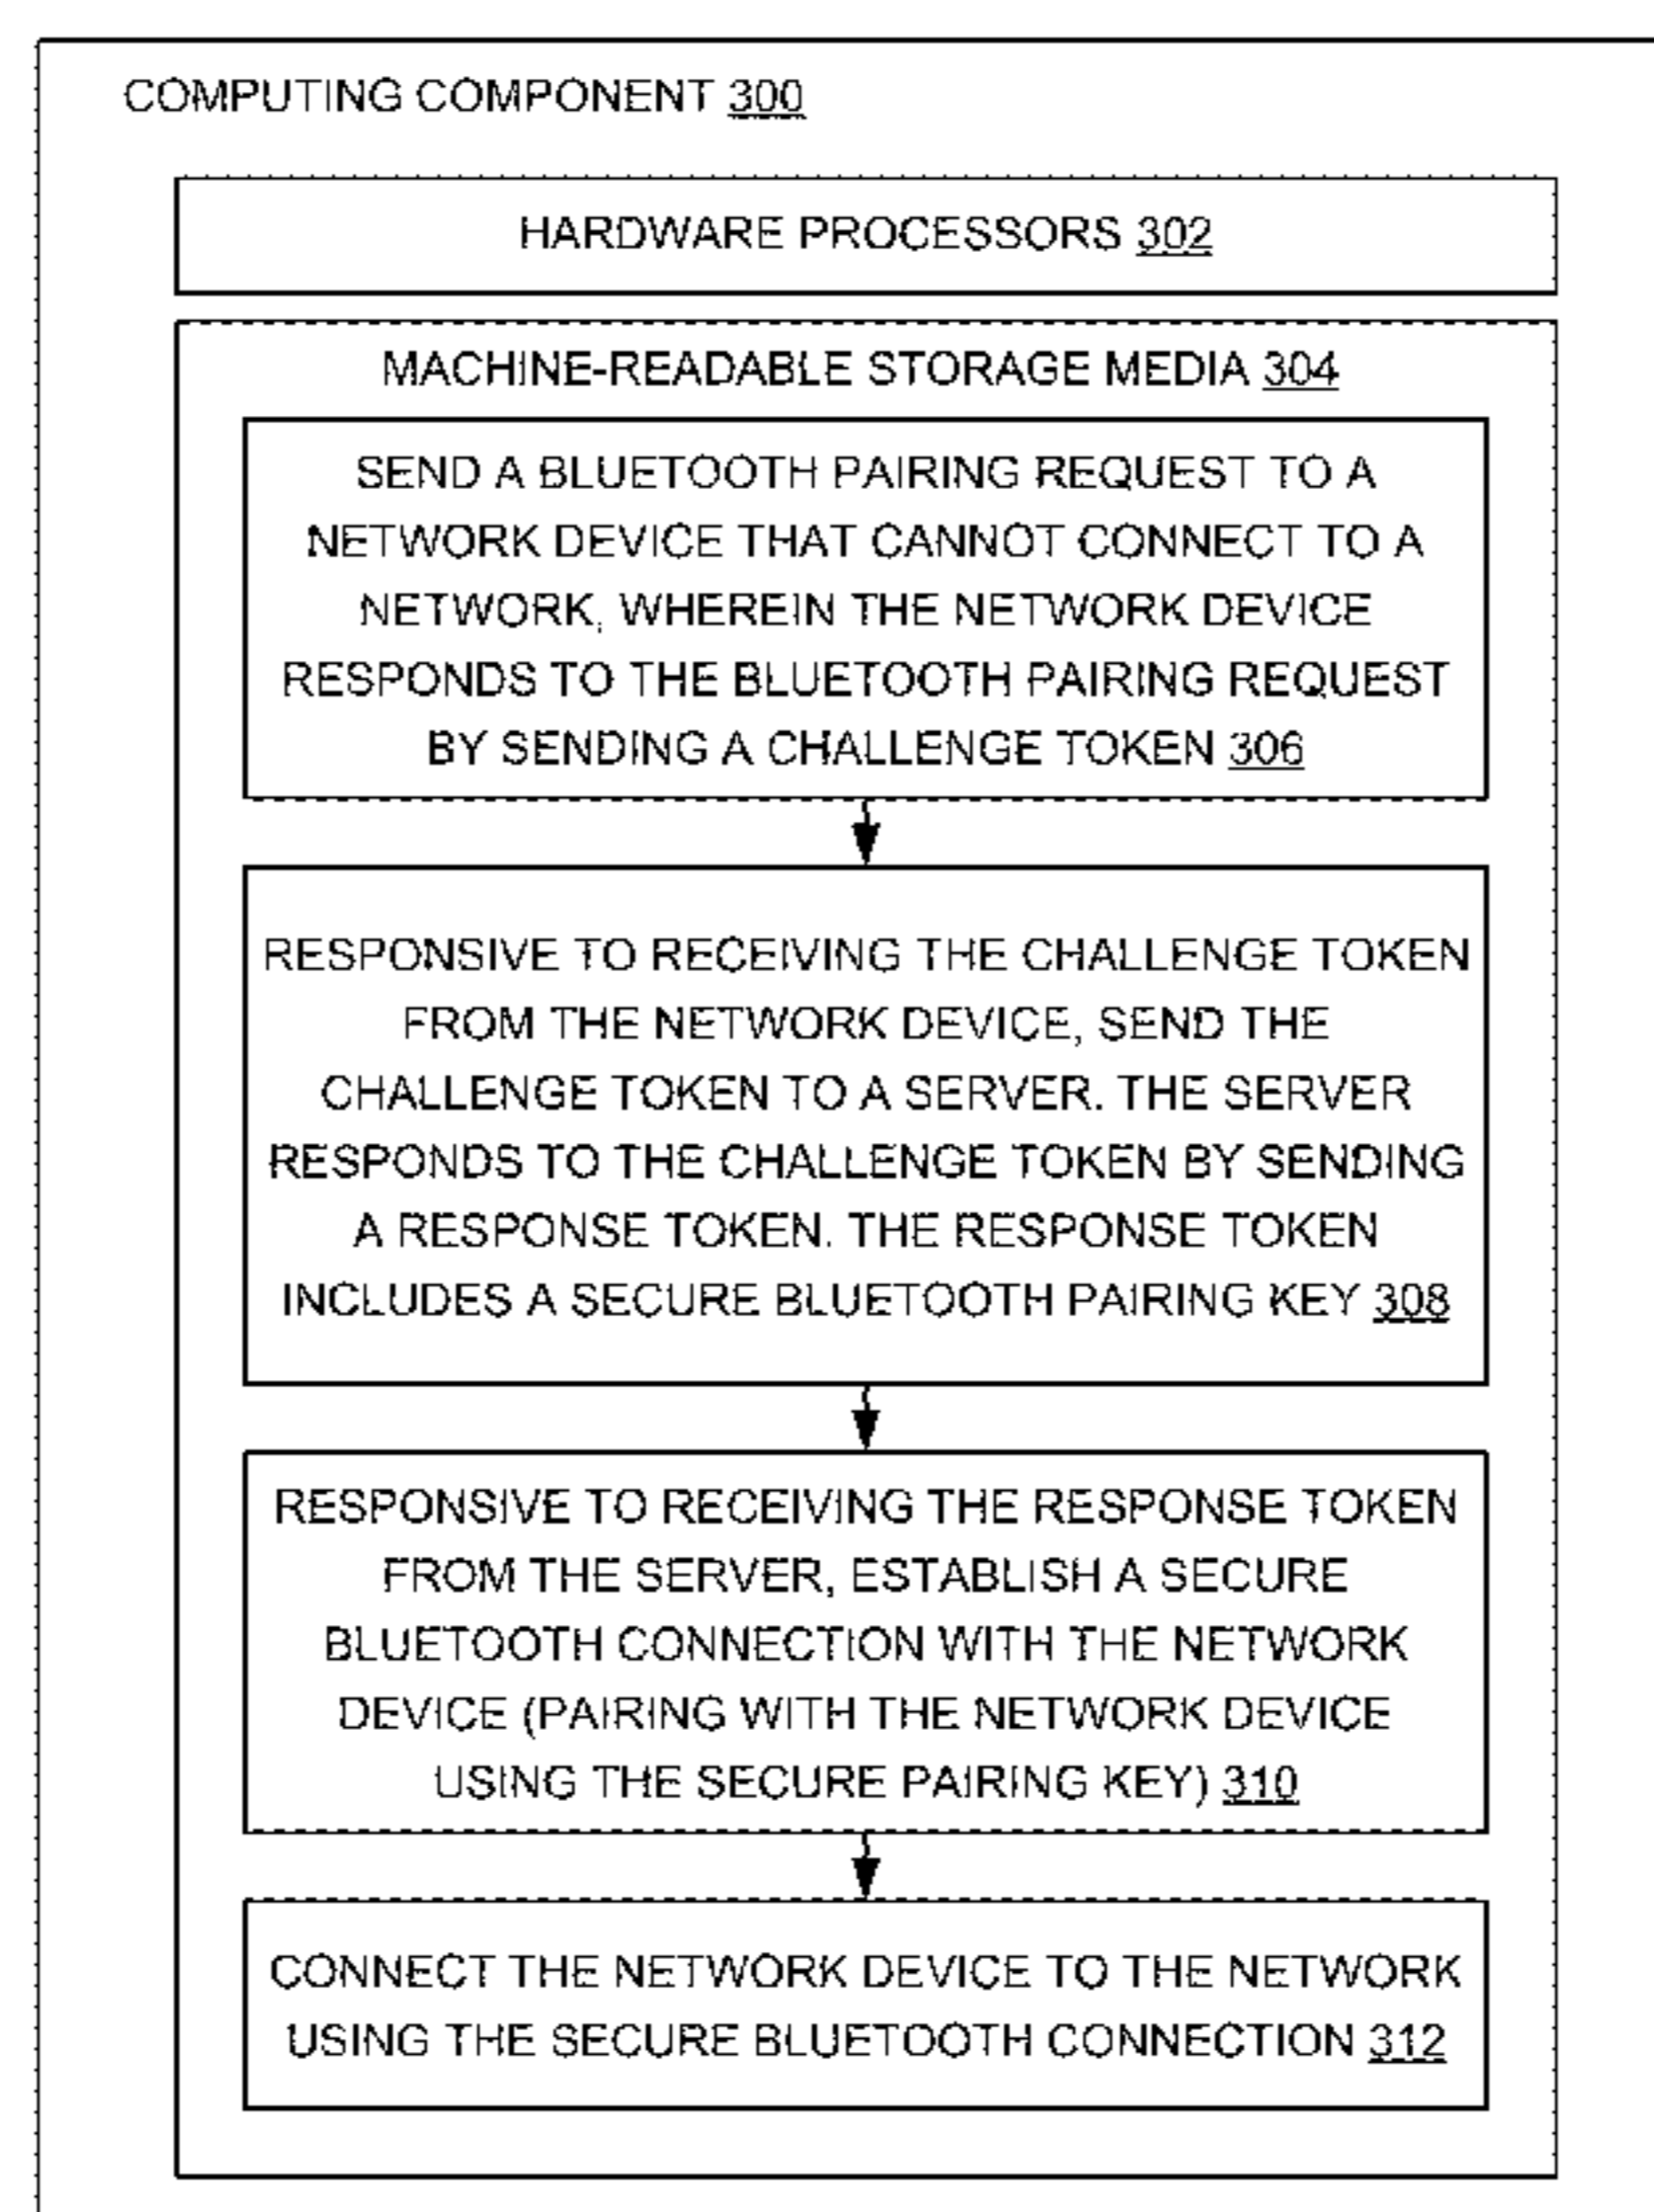 COMPUTING COMPONENT 300
HARDWARE PROCESSORS 302
MACHINE-READABLE STORAGE MEDIA 304
SEND A BLUETOOTH PAIRING REQUEST TO A
NETWORK DEVICE THAT CANNOT CONNECT TO A
NETWORK, WHEREIN THE NETWORK DEVICE
RESPONDS TO THE BLUETOOTH PAIRING REQUEST
BY SENDING A CHALLENGE TOKEN 306
RESPONSIVE TO RECEIVING THE CHALLENGE TOKEN
FROM THE NETWORK DEVICE, SEND THE
CHALLENGE TOKEN TO A SERVER. THE SERVER
RESPONDS TO THE CHALLENGE TOKEN BY SENDING
A RESPONSE TOKEN. THE RESPONSE TOKEN
INCLUDES A SECURE BLUETOOTH PAIRING KEY 308
RESPONSIVE TO RECEIVING THE RESPONSE TOKEN
FROM THE SERVER, ESTABLISH A SECURE
BLUETOOTH CONNECTION WITH THE NETWORK
DEVICE (PAIRING WITH THE NETWORK DEVICE
USING THE SECURE PAIRING KEY) 310
CONNECT THE NETWORK DEVICE TO THE NETWORK
USING THE SECURE BLUETOOTH CONNECTION 312